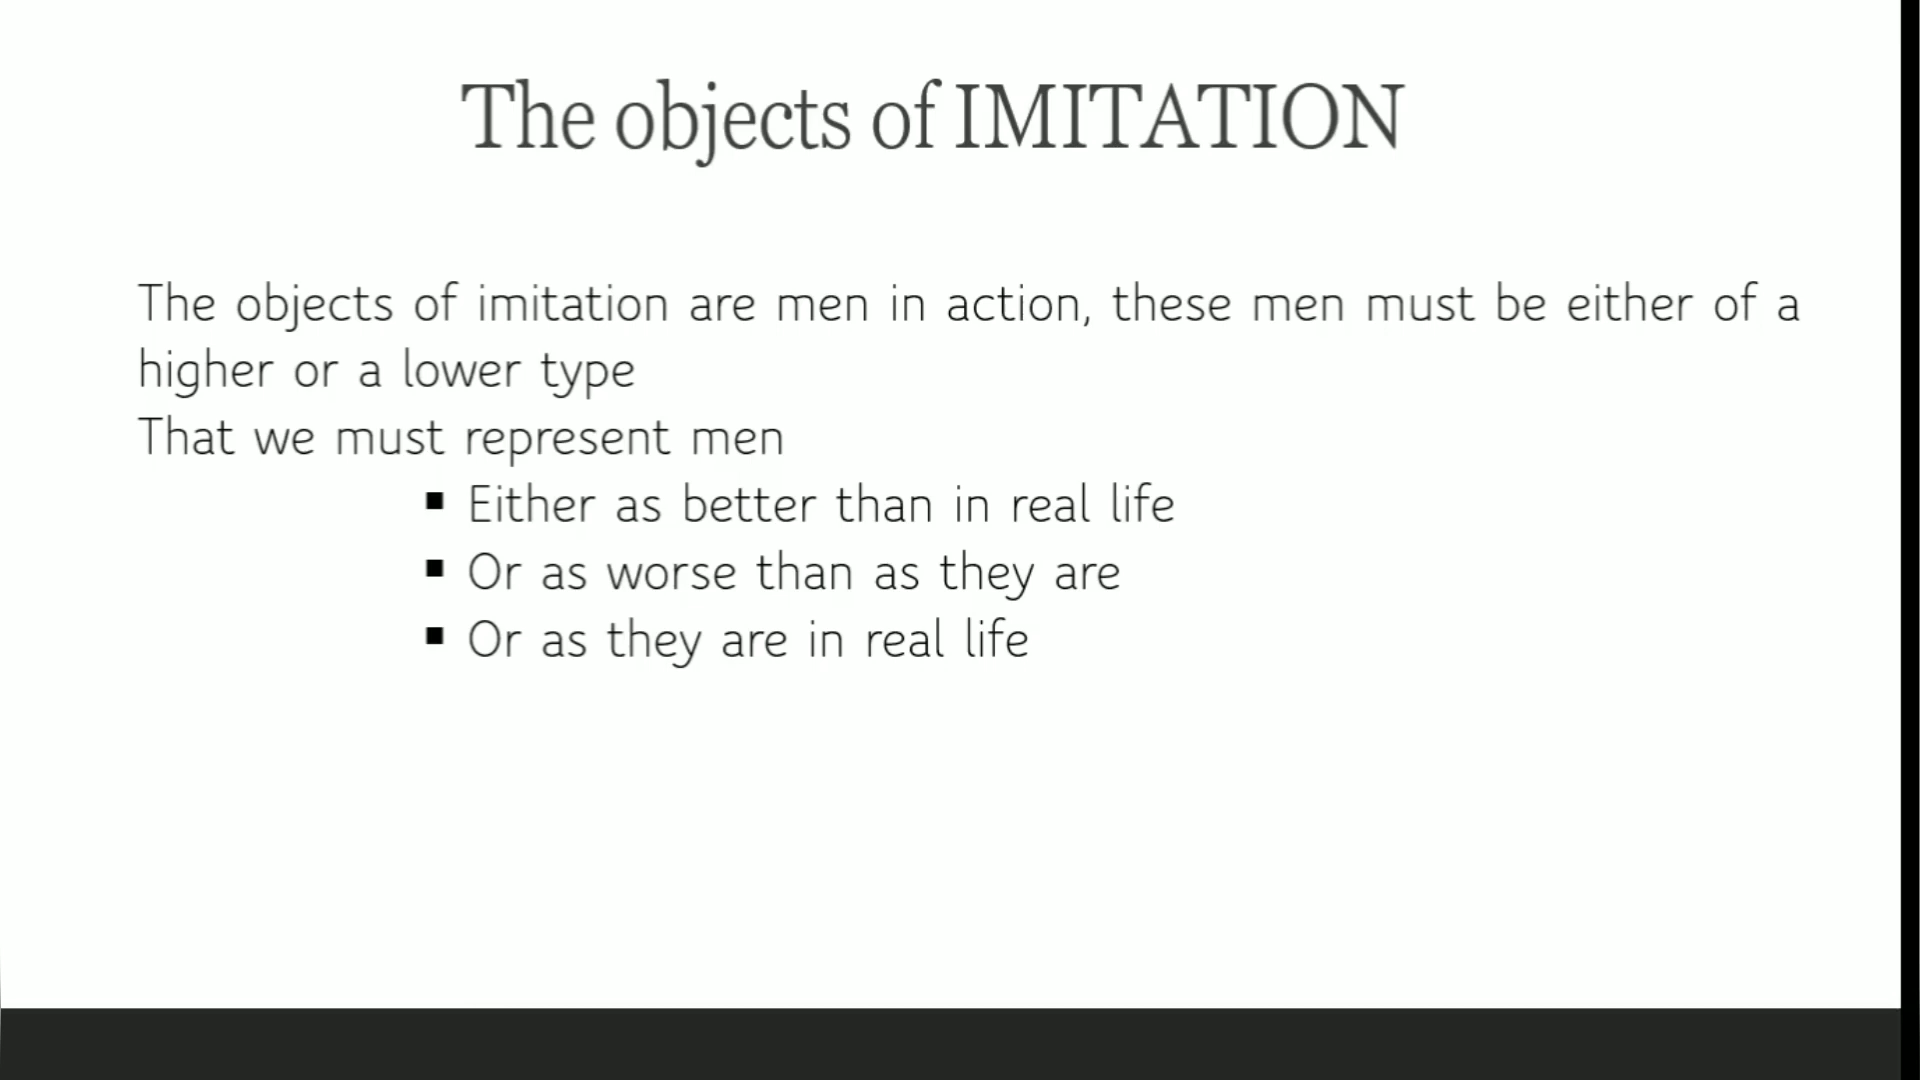 The objects of IMITATION
The objects of imitation are men in action, these men must be either of a
higher or a lower type
That we must represent men
▪ Either as better than in real life
▪ Or as worse than as they are
▪ Or as they are in real life